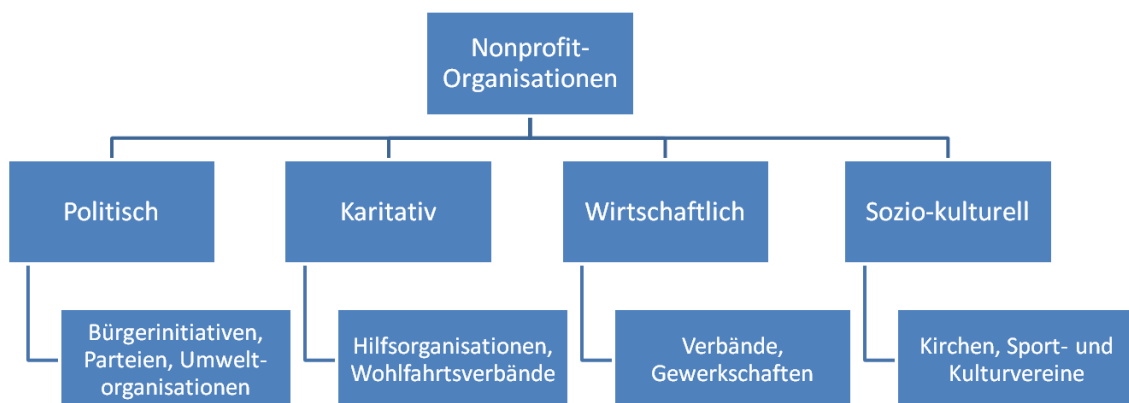 Nonprofit-
Organisationen
Politisch
Karitativ
Wirtschaftlich
Sozio-kulturell
Bürgerinitiativen,
Parteien, Umwelt-
organisationen
Hilfsorganisationen,
Wohlfahrtsverbände
Verbände,
Gewerkschaften
Kirchen, Sport- und
Kulturvereine